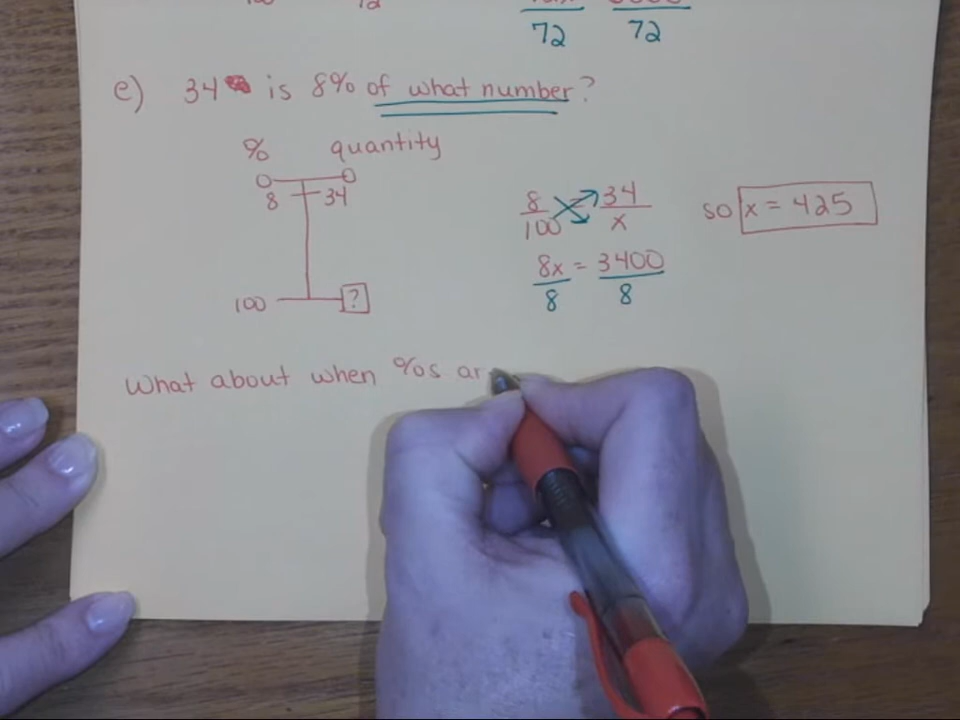 72 72
e) 34 is 8% of what number?
% quantity
8 34
100 ?
8/100 = 34/x
8x/8 = 3400/8
so x = 425
What about when %s ar